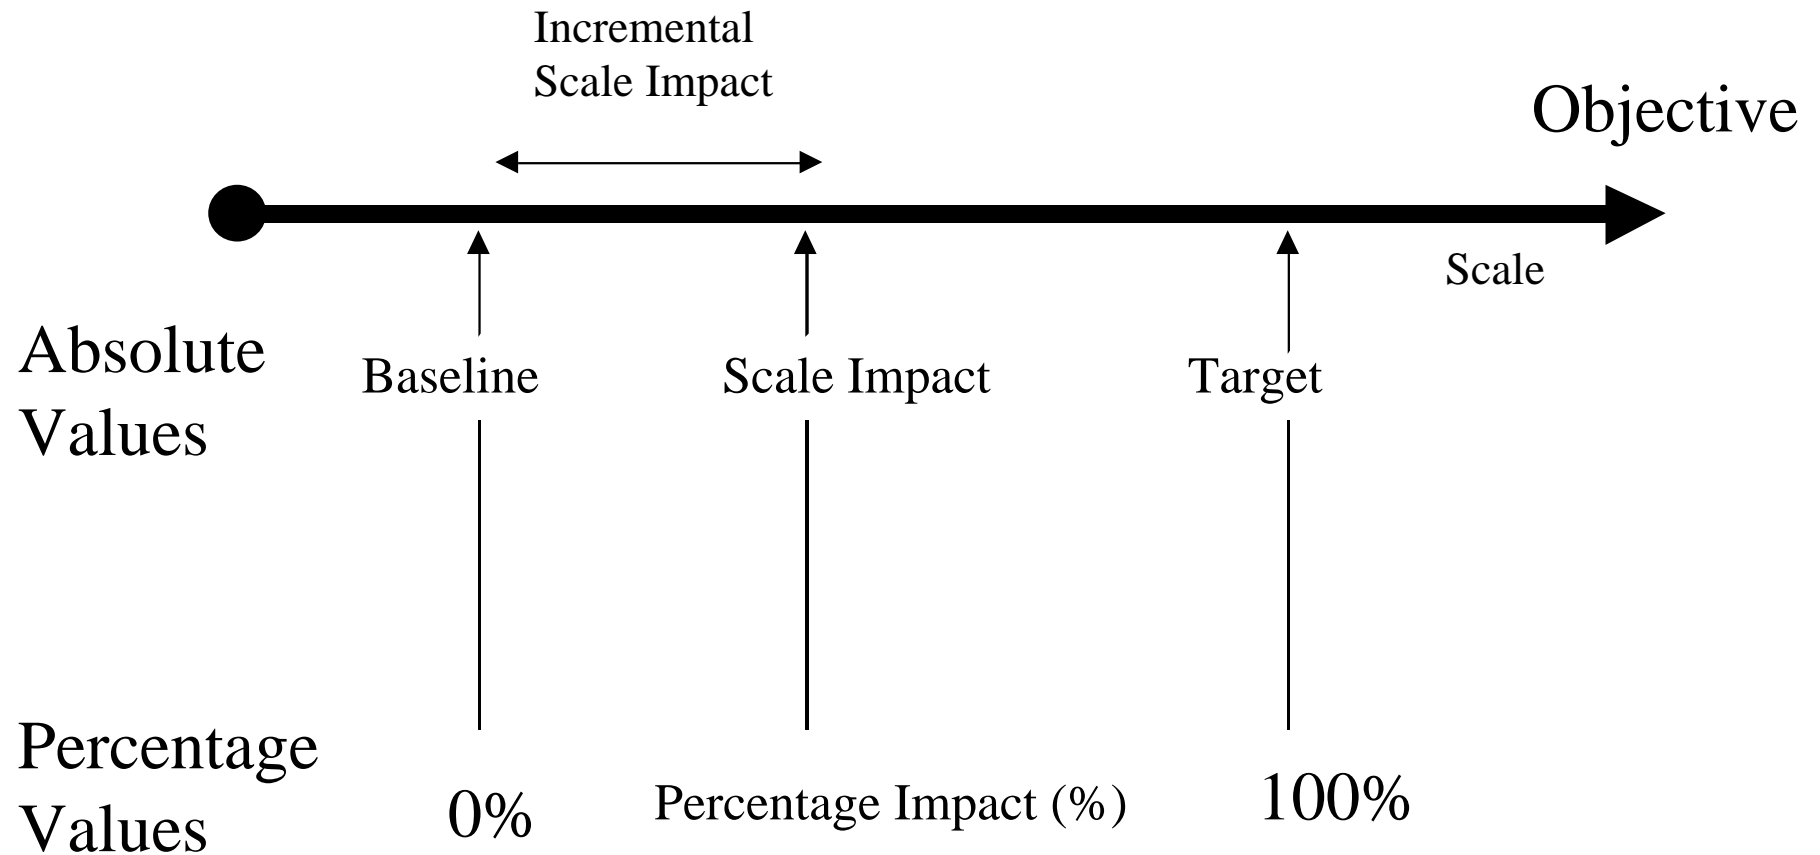 Incremental
Scale Impact
Objective
Scale
Absolute
Values
Baseline
Scale Impact
Target
Percentage
Values
0%
Percentage Impact (%)
100%